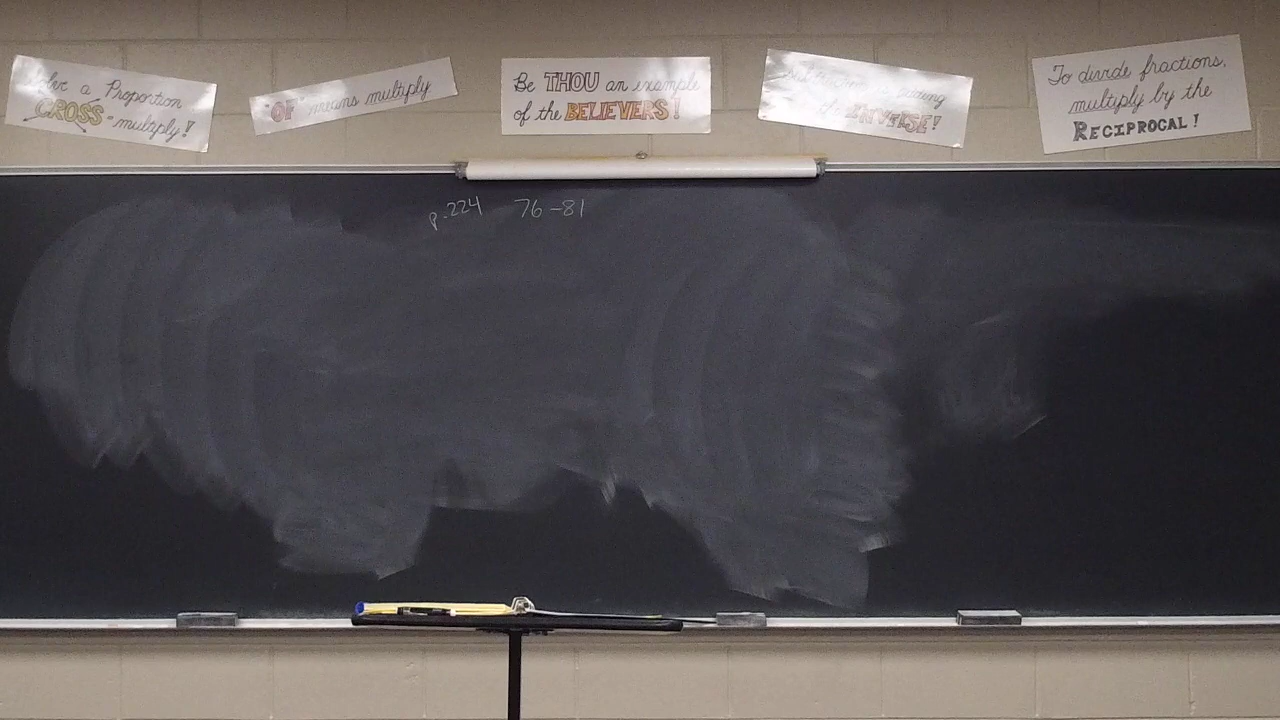 a Proportion
CROSS-multiply!
"OF" means multiply
Be THOU an example
of the BELIEVERS!
the INVERSE!
To divide fractions,
multiply by the
RECIPROCAL!
p.224 76-81